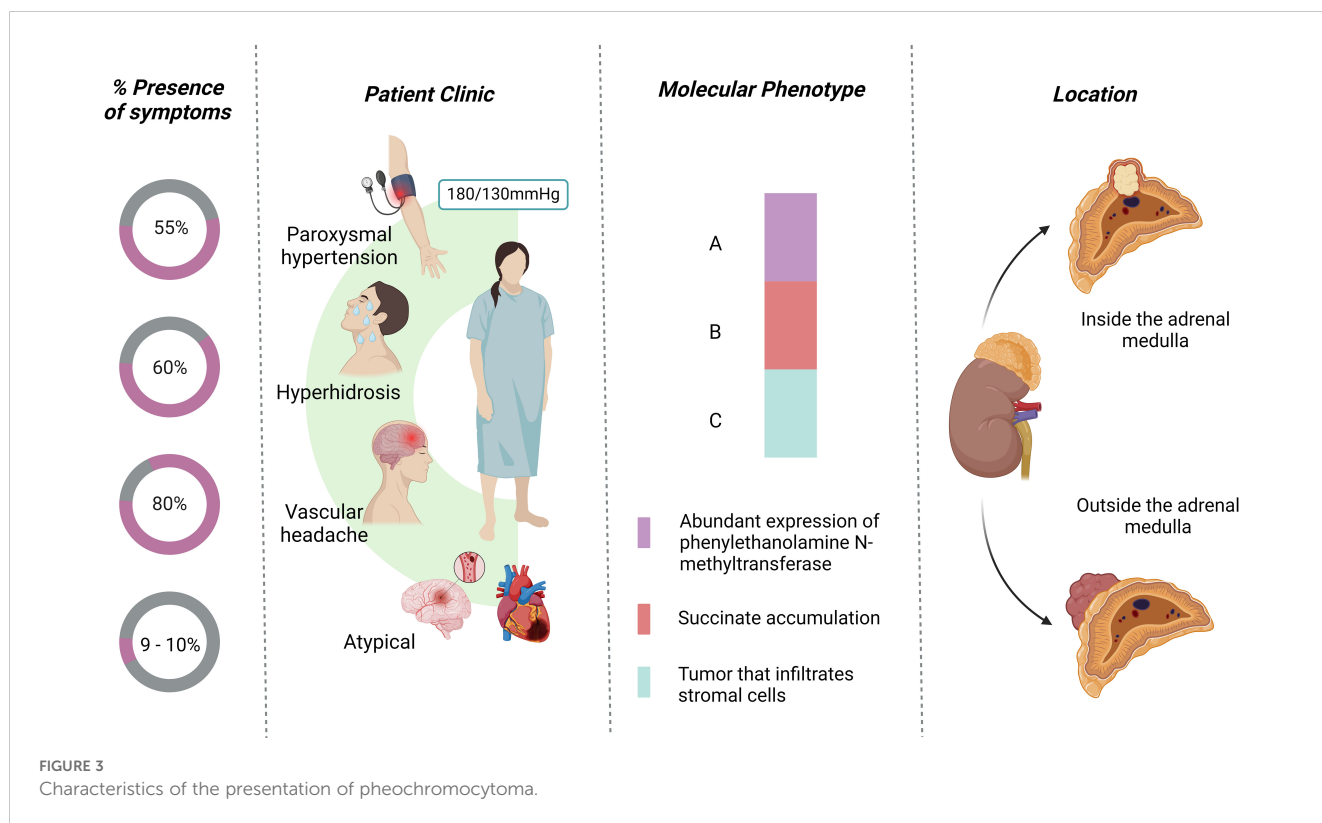 % Presence
of symptoms
55%
60%
80%
9 - 10%
Patient Clinic
180/130mmHg
Paroxysmal
hypertension
Hyperhidrosis
Vascular
headache
Atypical
Molecular Phenotype
A
B
C
Abundant expression of
phenylethanolamine N-
methyltransferase
Succinate accumulation
Tumor that infiltrates
stromal cells
Location
Inside the adrenal
medulla
Outside the adrenal
medulla
FIGURE 3
Characteristics of the presentation of pheochromocytoma.